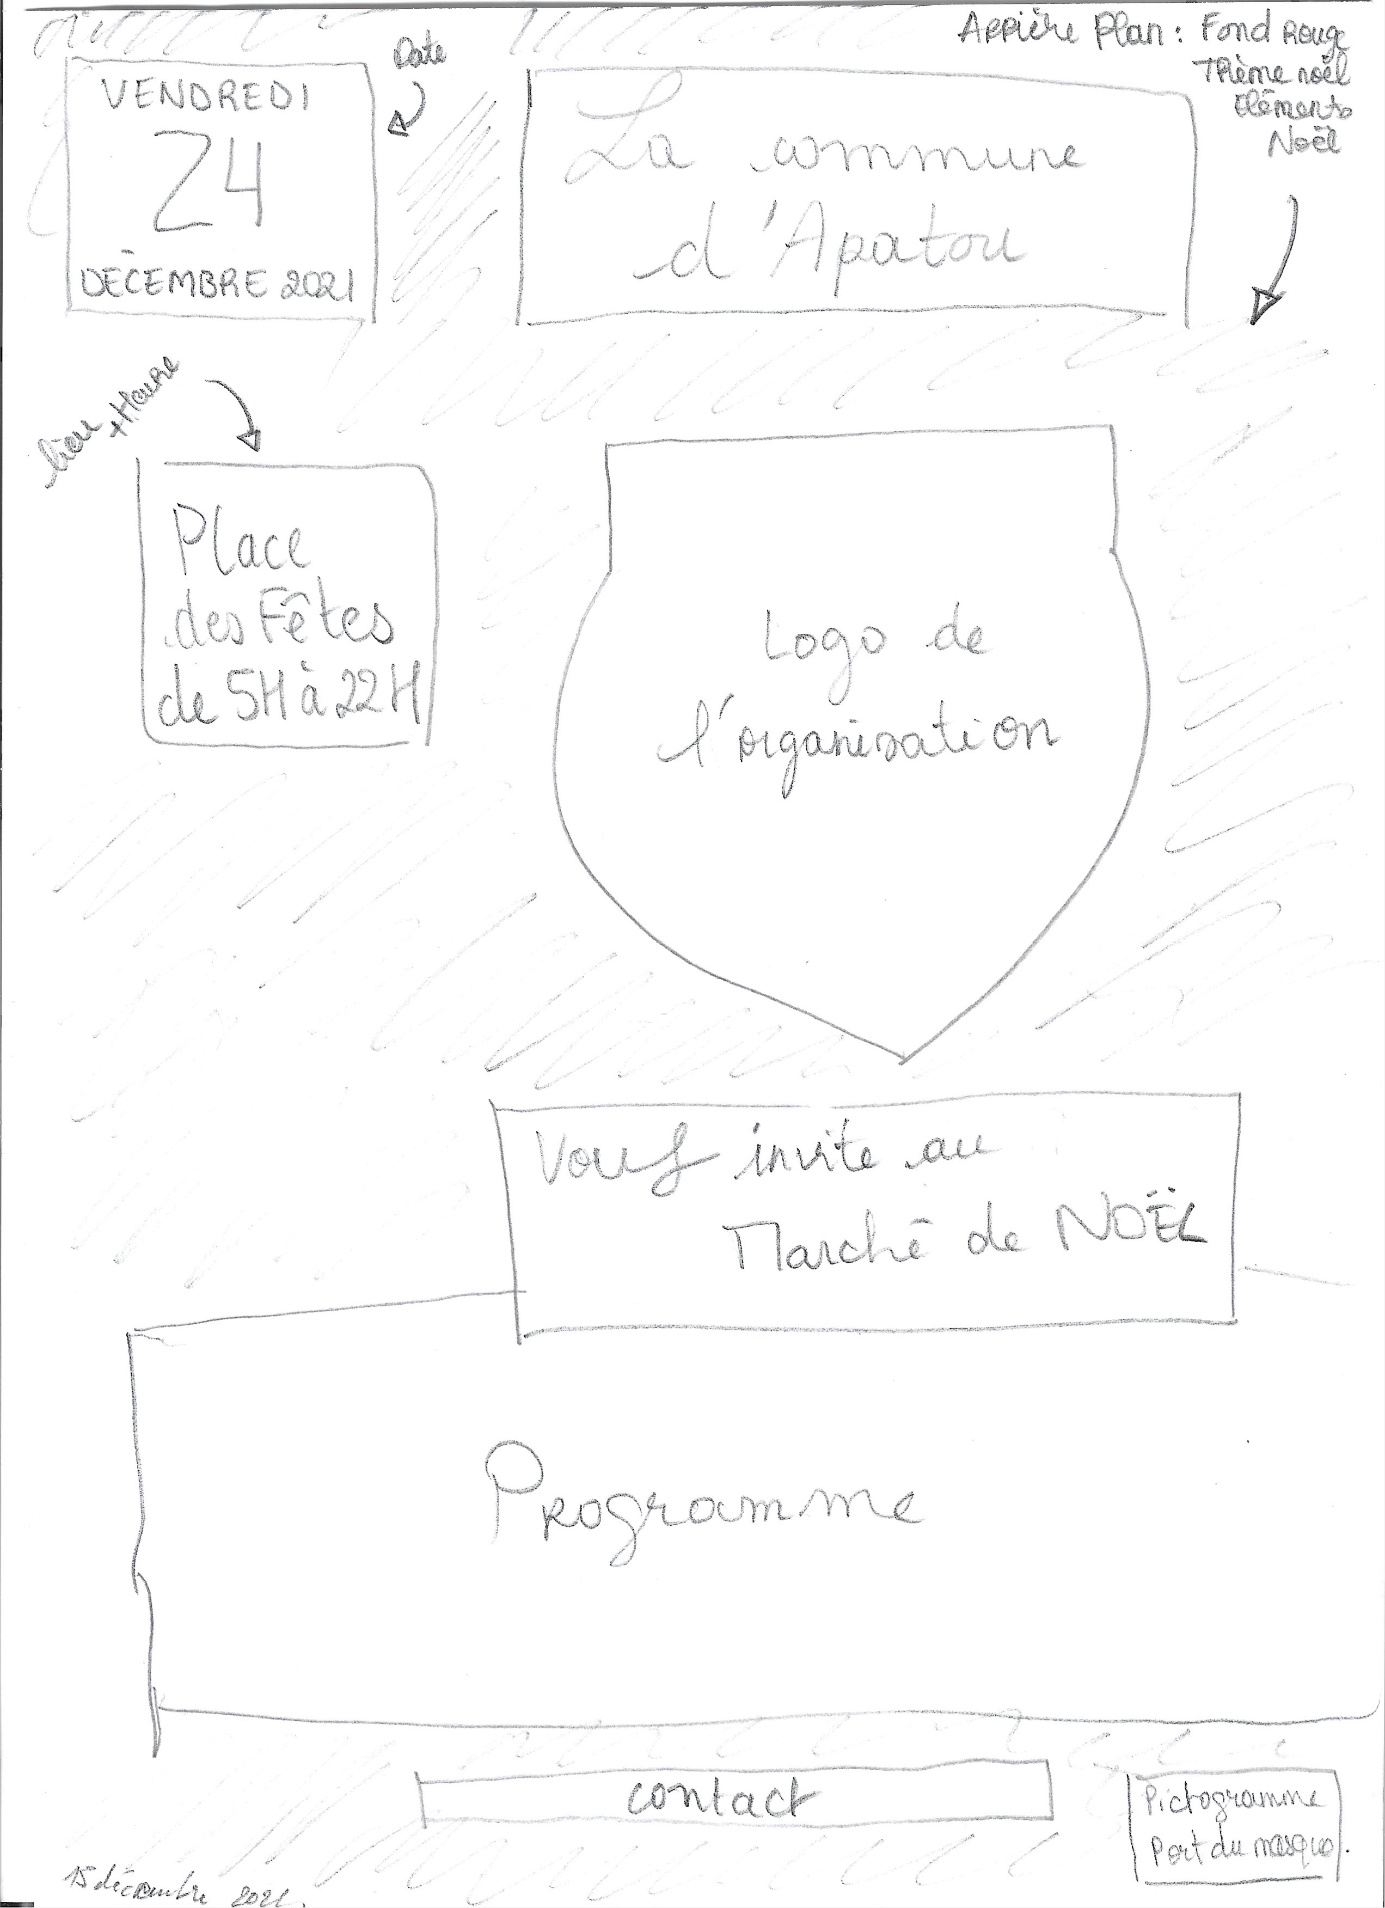 Arrière Plan : Fond Rouge
Thème noël
Eléments
Noël
Date
VENDREDI
24
DÉCEMBRE 2021
La commune
d'Apatou
lieu
+ Heure
Place
des Fêtes
de 5H à 22H
Logo de
l'organisation
Vous invite au
Marché de NOËL
Programme
contact
Pictogramme
Port du masque.
15 décembre 2021.